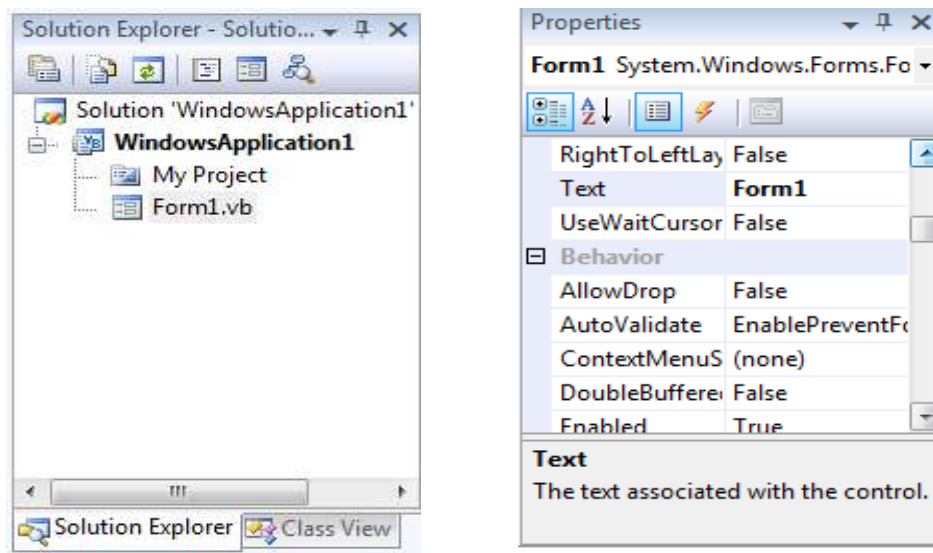 Solution Explorer - Solutio...
Solution 'WindowsApplication1'
WindowsApplication1
My Project
Form1.vb
Solution Explorer
Class View
Properties
Form1 System.Windows.Forms.Fo
RightToLeftLay False
Text Form1
UseWaitCursor False
Behavior
AllowDrop False
AutoValidate EnablePreventFo
ContextMenuS (none)
DoubleBuffere False
Enabled True
Text
The text associated with the control.